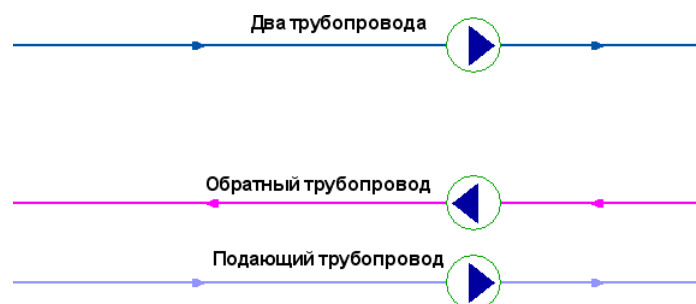 Два трубопровода
Обратный трубопровод
Подающий трубопровод